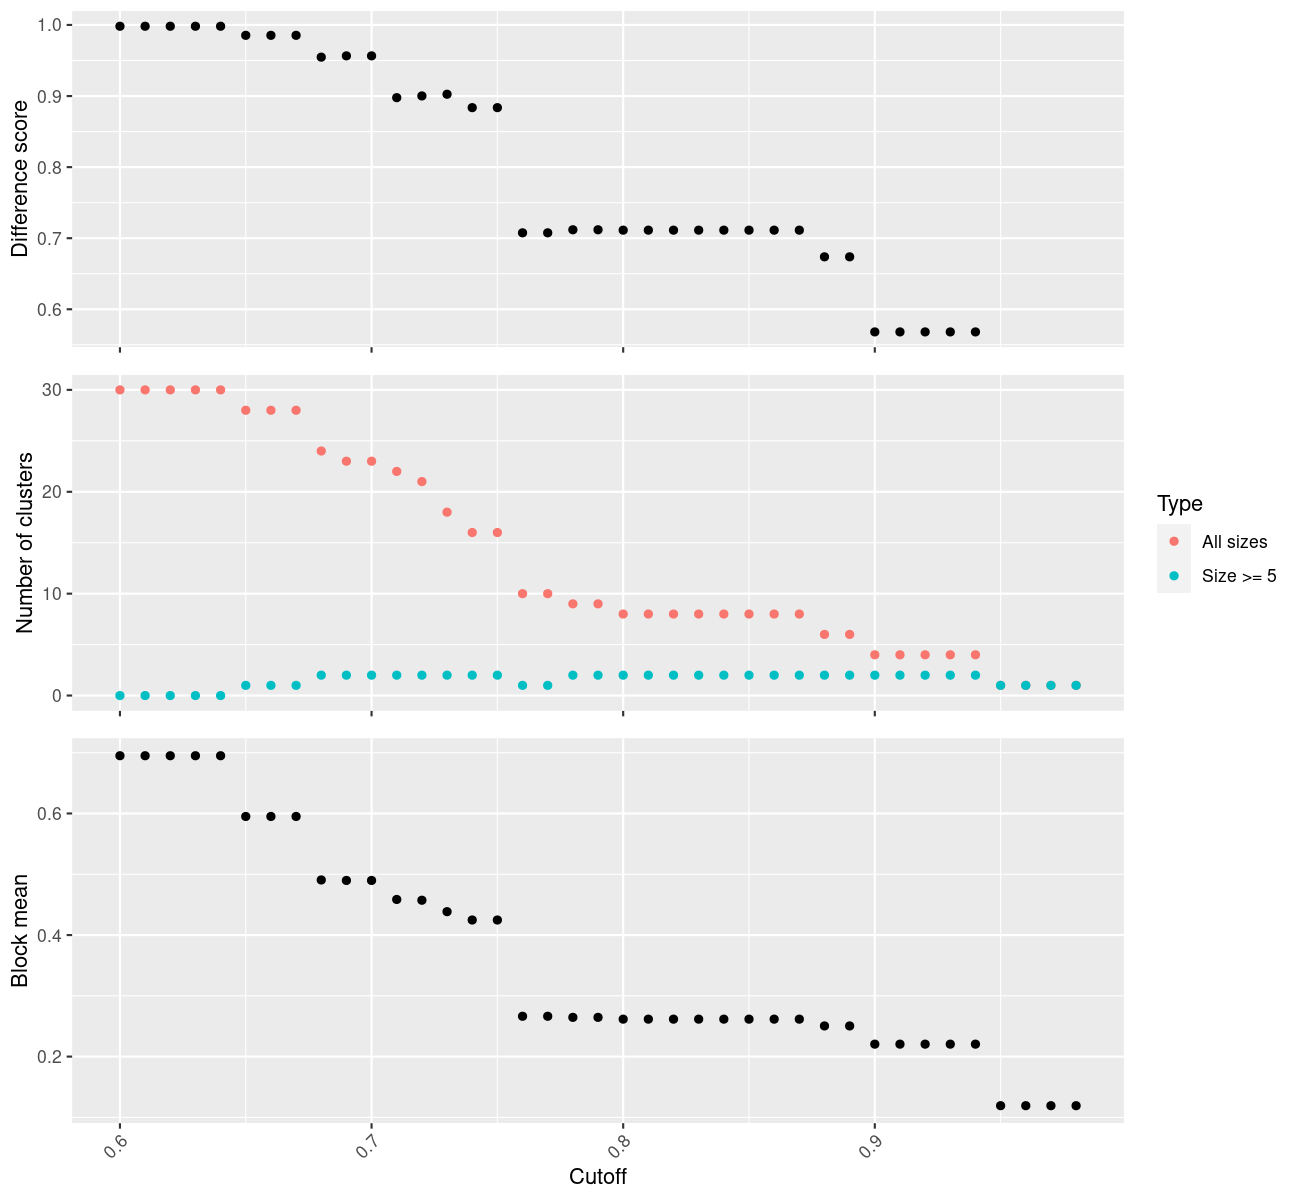 1.0
0.9
0.8
0.7
0.6
Difference score
30
20
10
0
Number of clusters
Type
All sizes
Size >= 5
0.6
0.4
0.2
Block mean
0.6
0.7
0.8
0.9
Cutoff